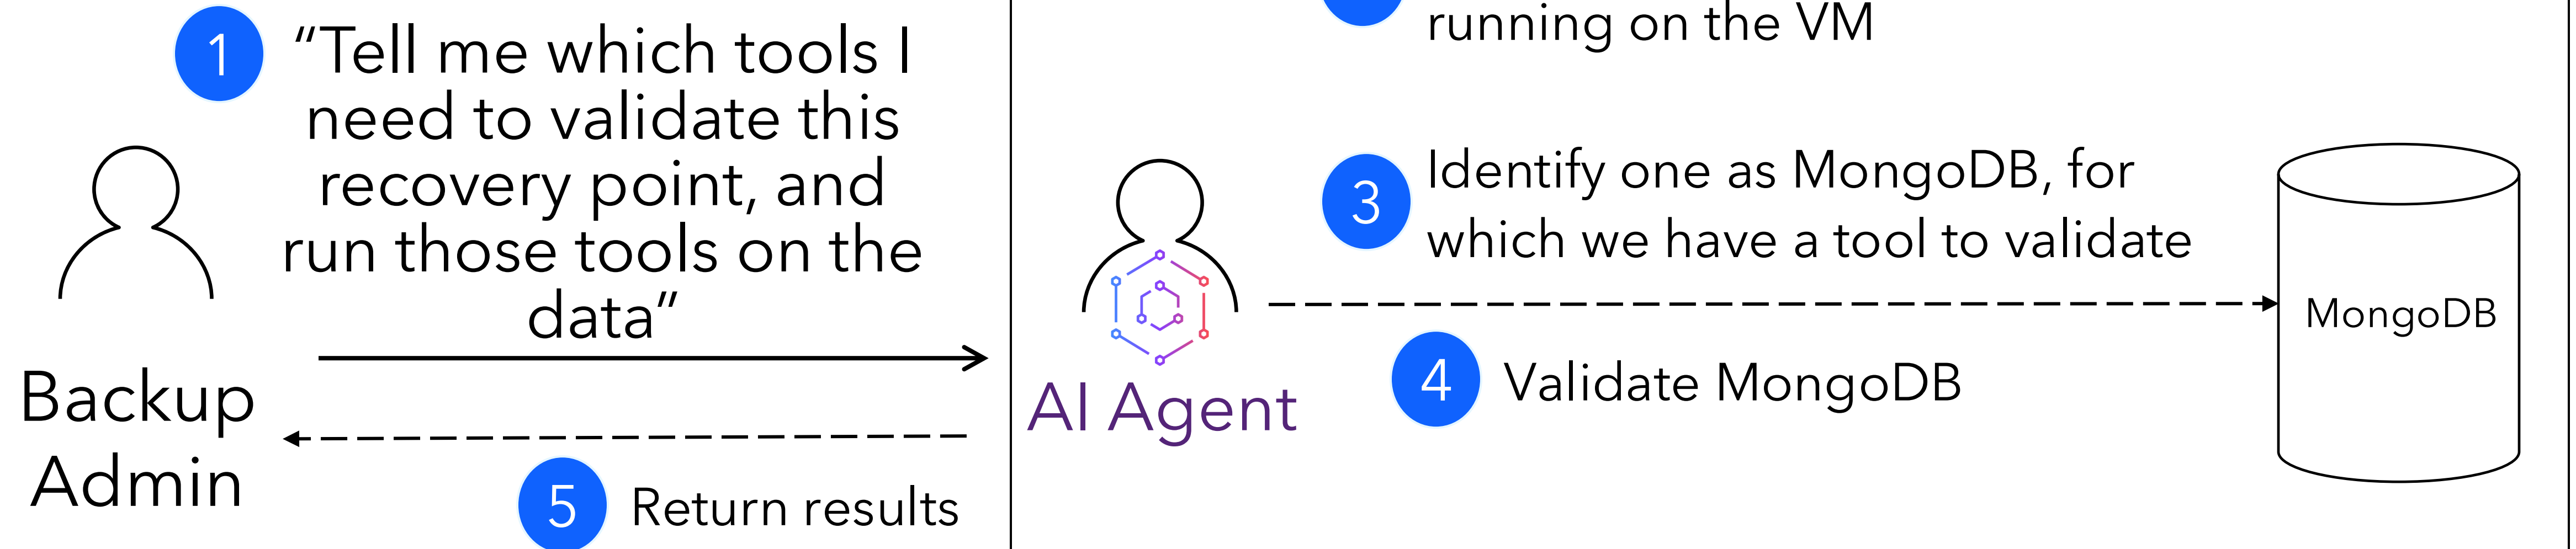 1
“Tell me which tools I
need to validate this
recovery point, and
run those tools on the
data”
Backup
Admin
5
Return results
running on the VM
3
Identify one as MongoDB, for
which we have a tool to validate
AI Agent
4
Validate MongoDB
MongoDB